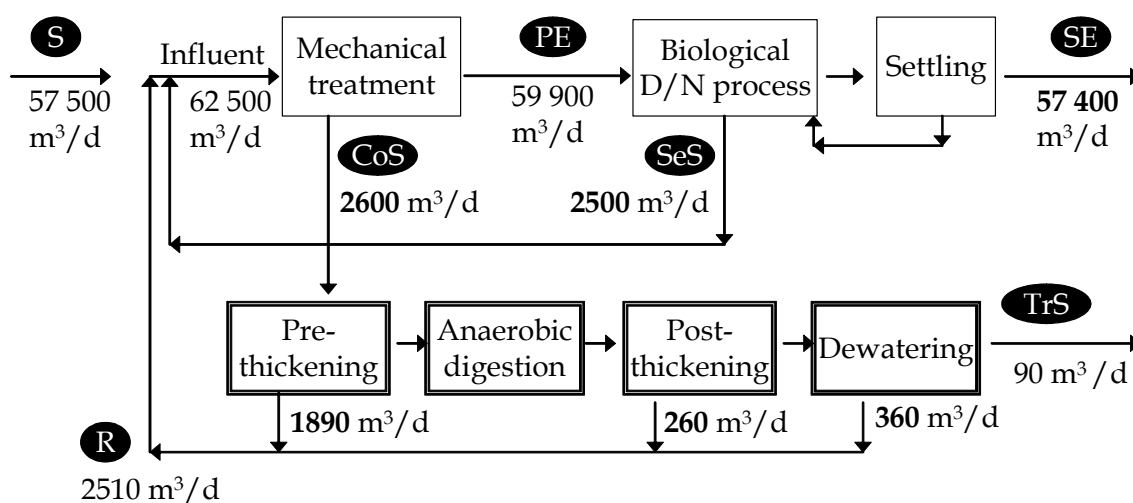 S
Influent
57 500
m³/d
62 500
m³/d
Mechanical
treatment
PE
59 900
m³/d
Biological
D/N process
Settling
SE
57 400
m³/d
CoS
2600 m³/d
SeS
2500 m³/d
Pre-
thickening
Anaerobic
digestion
Post-
thickening
Dewatering
TrS
90 m³/d
1890 m³/d
260 m³/d
360 m³/d
R
2510 m³/d